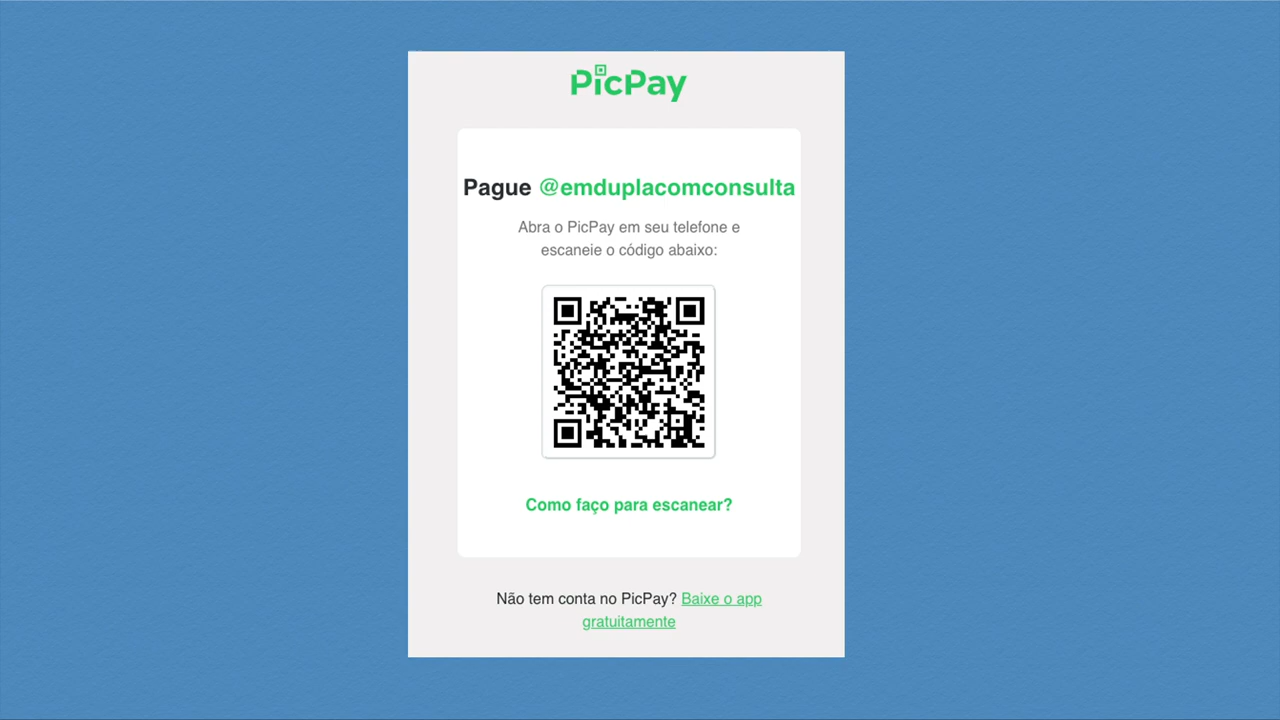 PicPay
Pague @emduplacomconsulta
Abra o PicPay em seu telefone e
escaneie o código abaixo:
Como faço para escanear?
Não tem conta no PicPay? Baixe o app
gratuitamente